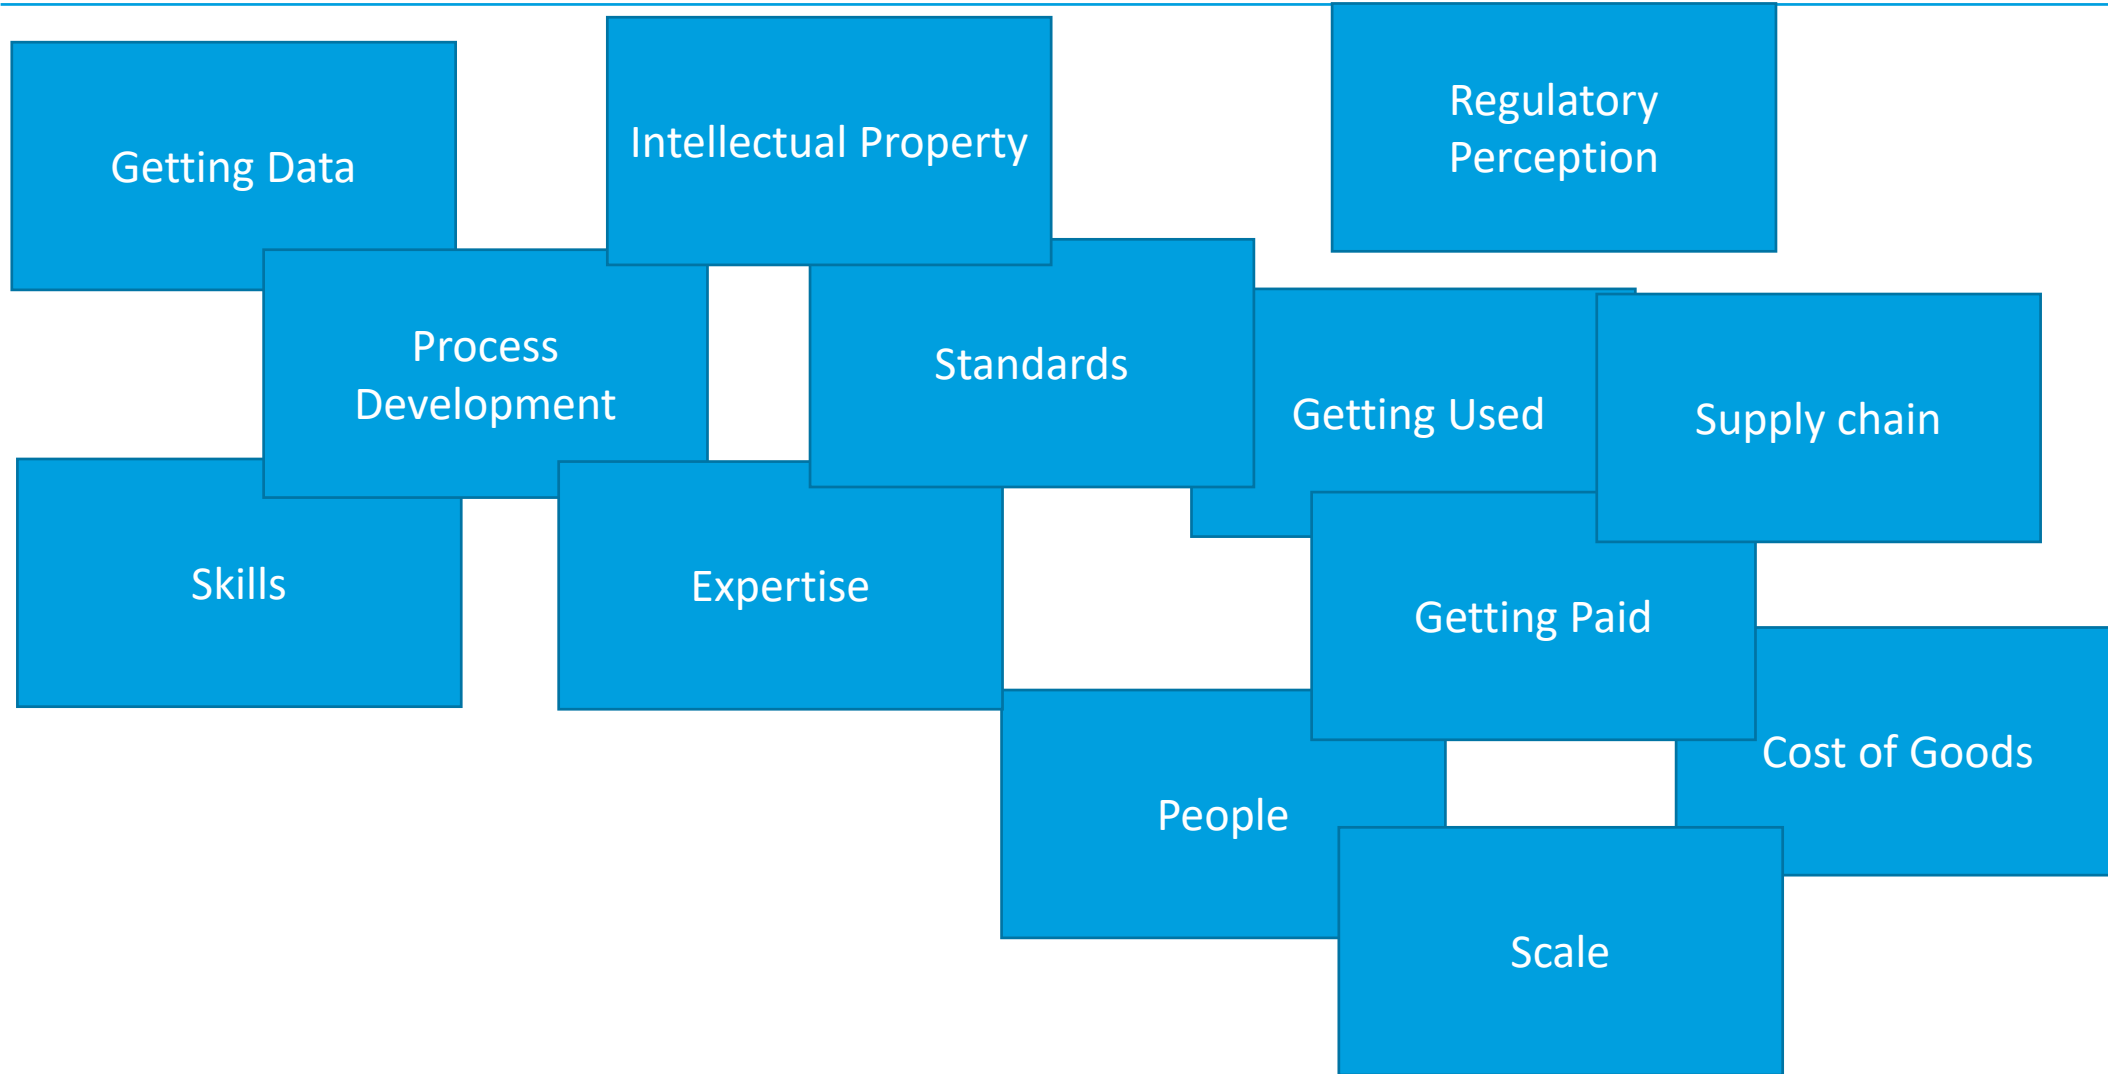 Getting Data
Intellectual Property
Regulatory
Perception
Process
Development
Standards
Getting Used
Supply chain
Skills
Expertise
Getting Paid
People
Cost of Goods
Scale